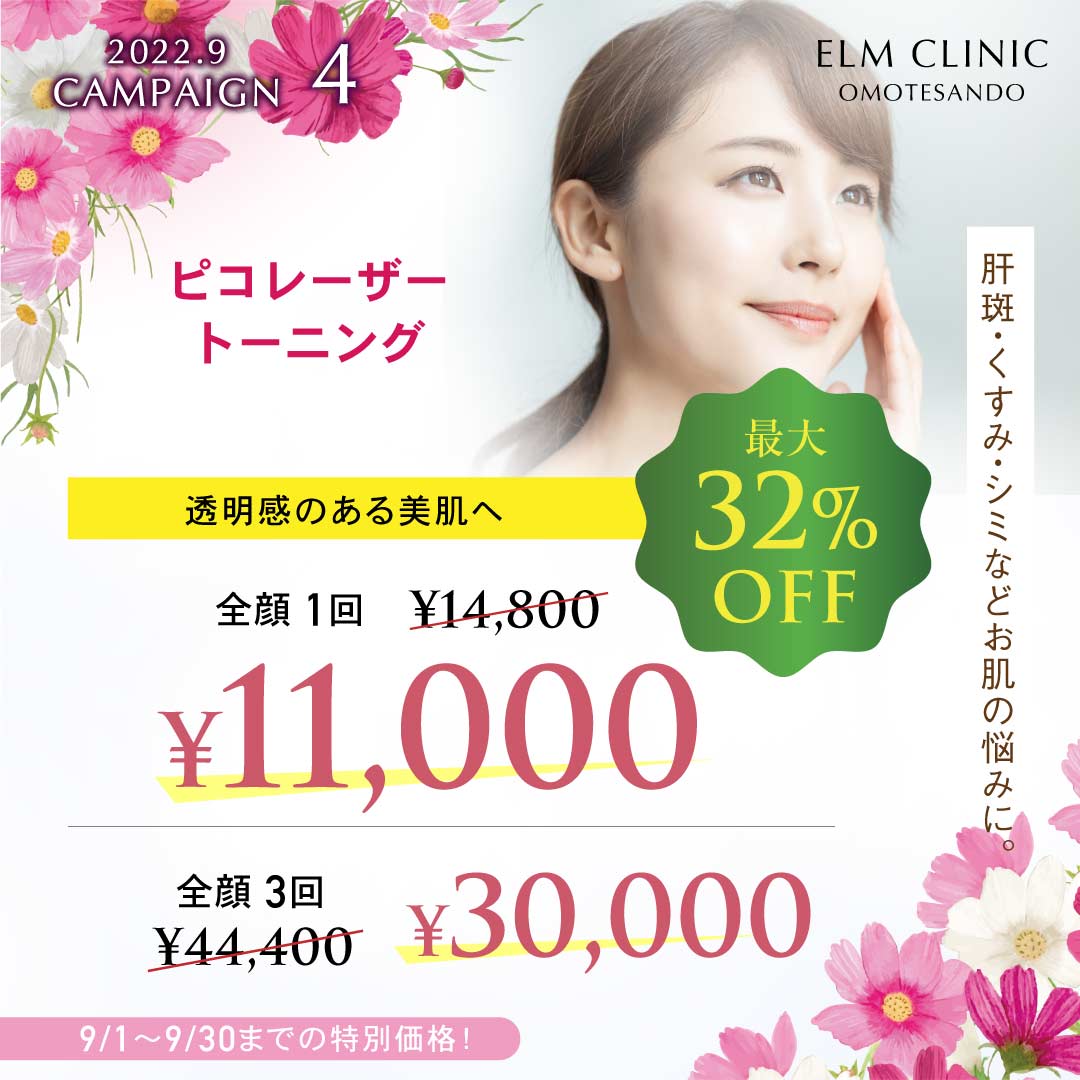 2022.9
CAMPAIGN 4
ELM CLINIC
OMOTESANDO
ピコレーザー
トーニング
肝斑・くすみ・シミなどお肌の悩みに。
最大
32%
OFF
透明感のある美肌へ
全顔 1回 ¥14,800
¥11,000
全顔 3回
¥44,400
¥30,000
9/1〜9/30までの特別価格!